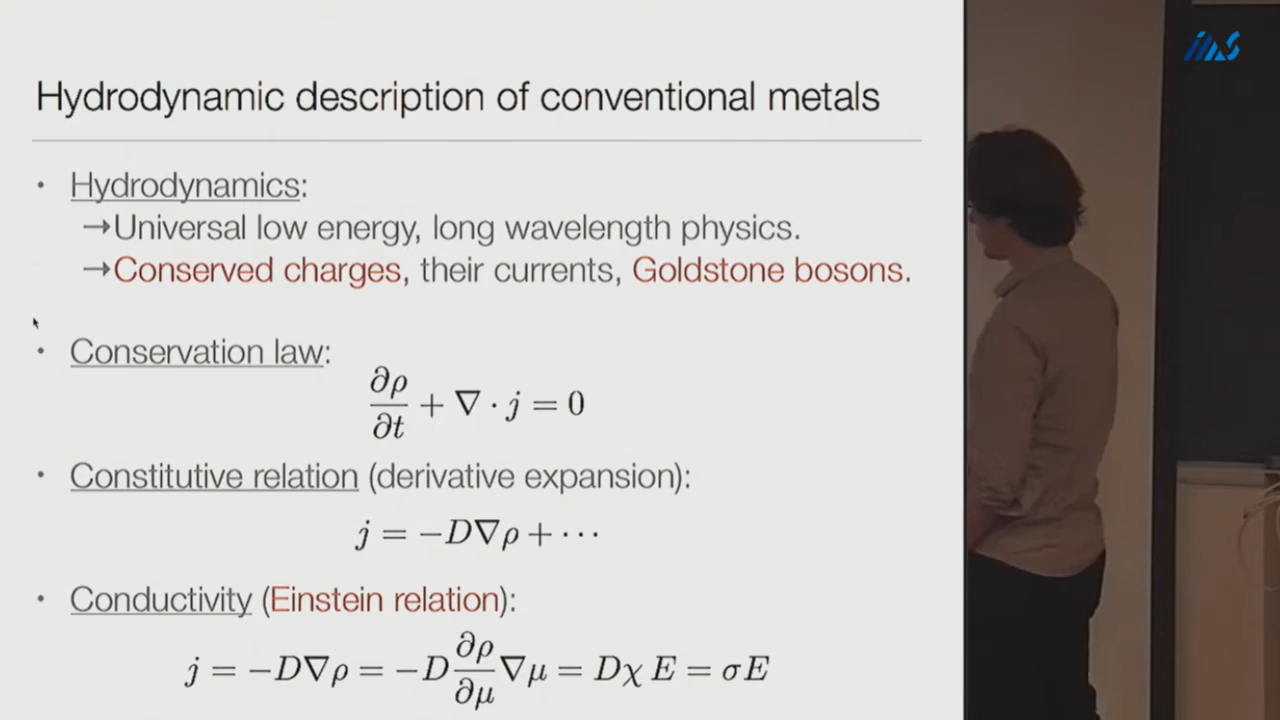 Hydrodynamic description of conventional metals
• Hydrodynamics:
→Universal low energy, long wavelength physics.
→Conserved charges, their currents, Goldstone bosons.
• Conservation law:
∂ρ/∂t + ∇ · j = 0
• Constitutive relation (derivative expansion):
j = −D∇ρ + ···
• Conductivity (Einstein relation):
j = −D∇ρ = −D ∂ρ/∂μ ∇μ = Dχ E = σE